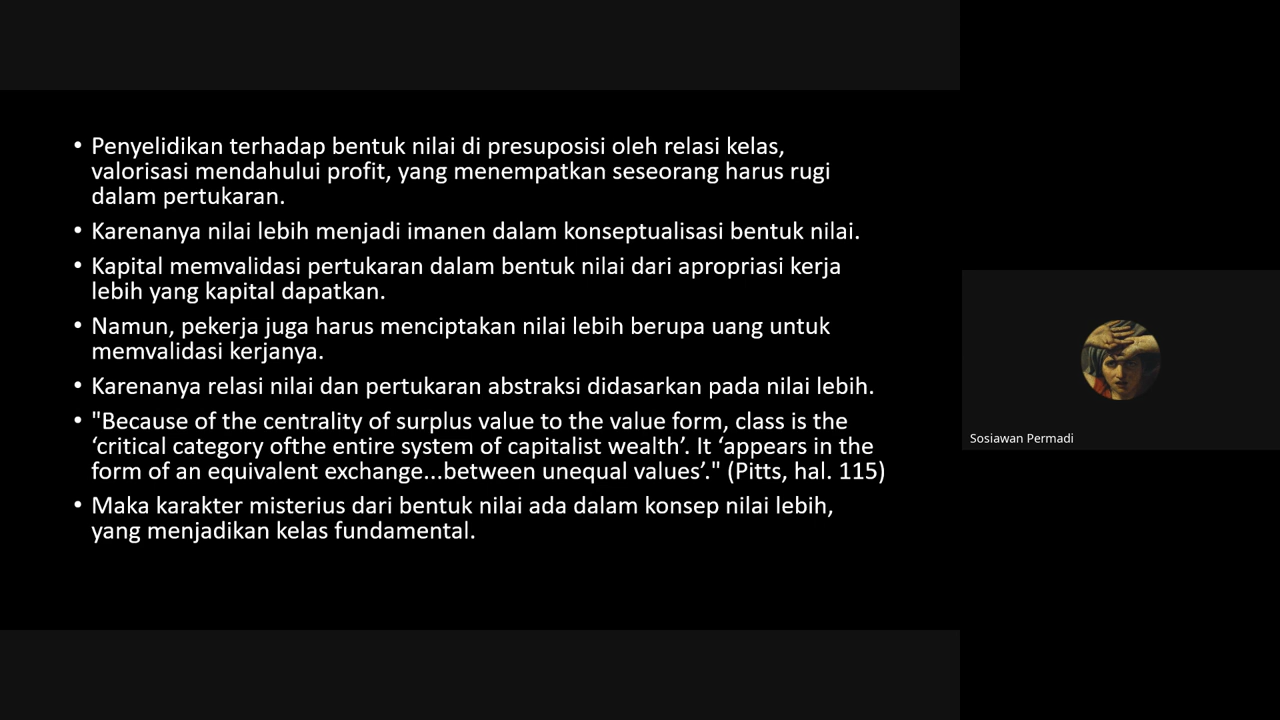 • Penyelidikan terhadap bentuk nilai di presuposisi oleh relasi kelas,
valorisasi mendahului profit, yang menempatkan seseorang harus rugi
dalam pertukaran.
• Karenanya nilai lebih menjadi imanen dalam konseptualisasi bentuk nilai.
• Kapital memvalidasi pertukaran dalam bentuk nilai dari apropriasi kerja
lebih yang kapital dapatkan.
• Namun, pekerja juga harus menciptakan nilai lebih berupa uang untuk
memvalidasi kerjanya.
• Karenanya relasi nilai dan pertukaran abstraksi didasarkan pada nilai lebih.
• "Because of the centrality of surplus value to the value form, class is the
‘critical category ofthe entire system of capitalist wealth’. It ‘appears in the
form of an equivalent exchange...between unequal values’." (Pitts, hal. 115)
• Maka karakter misterius dari bentuk nilai ada dalam konsep nilai lebih,
yang menjadikan kelas fundamental.
Sosiawan Permadi